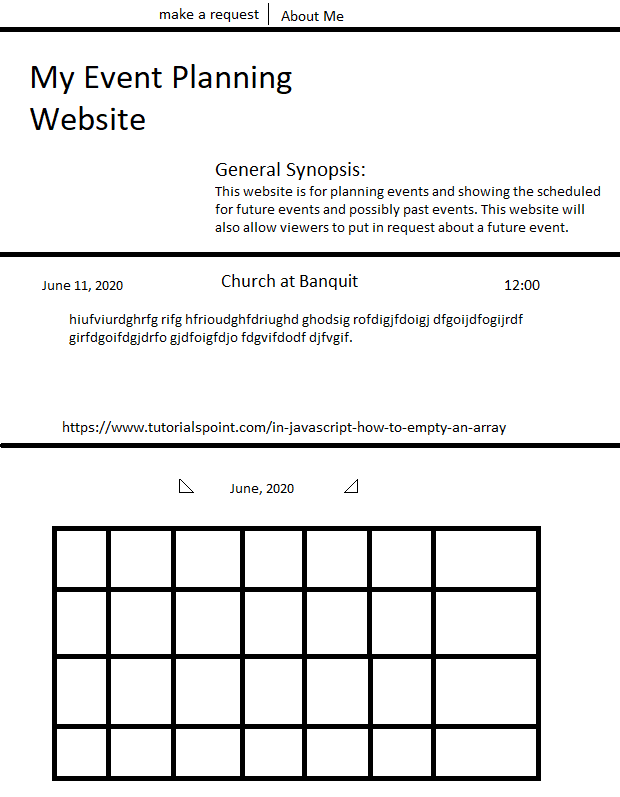 make a request
About Me
My Event Planning
Website
General Synopsis:
This website is for planning events and showing the scheduled
for future events and possibly past events. This website will
also allow viewers to put in request about a future event.
June 11, 2020
Church at Banquit
12:00
hiufviurdghrfg rifg hfrioudghfdriughd ghodsig rofdigjfdoigj dfgoijdfogijrdf
girfdgoifdgjdrfo gjdfoigfdjo fdgvifdodf djfvgif.
https://www.tutorialspoint.com/in-javascript-how-to-empty-an-array
June, 2020